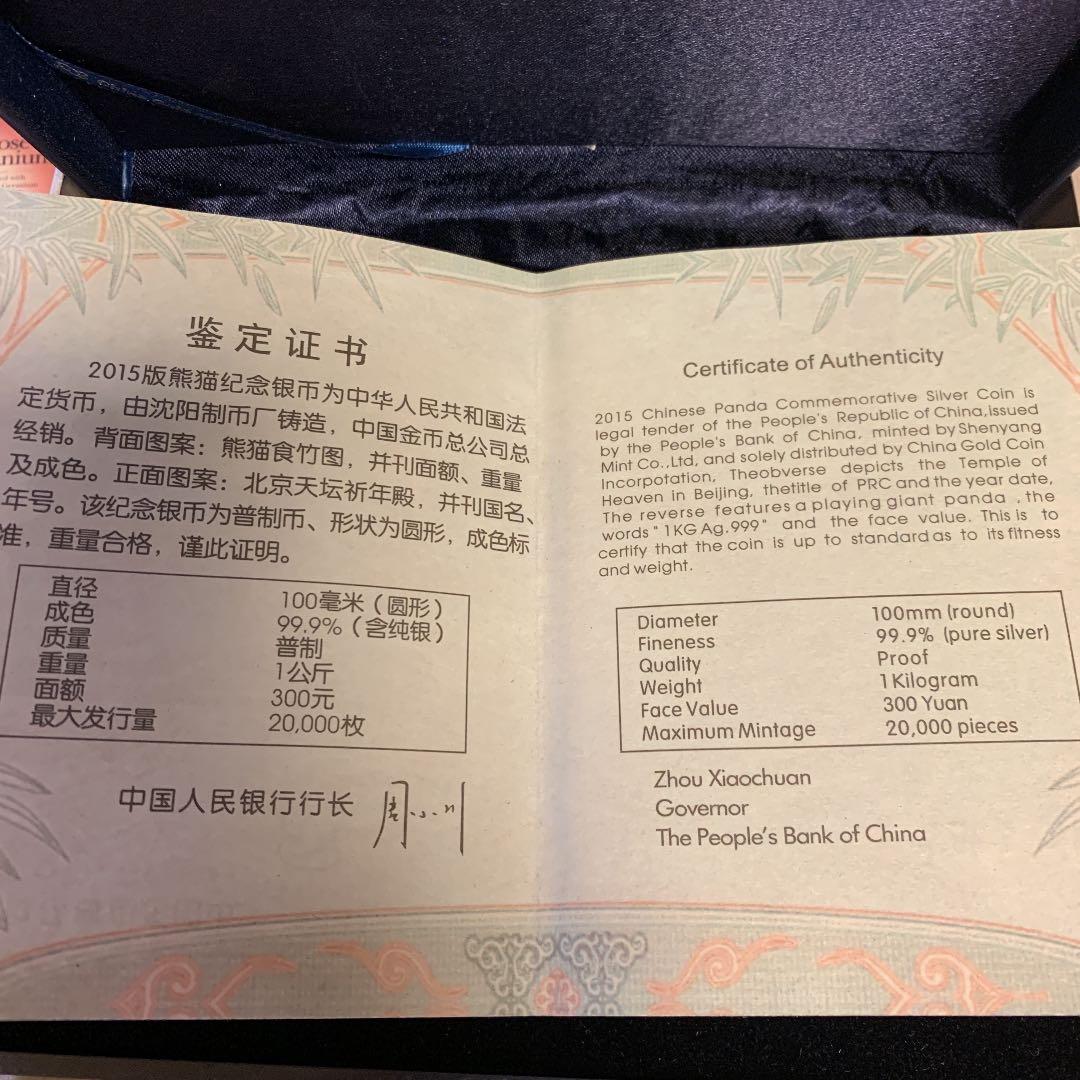 鉴定证书
2015版熊猫纪念银币为中华人民共和国法
定货币，由沈阳制币厂铸造，中国金币总公司总
经销。背面图案：熊猫食竹图，并刊面额、重量
及成色。正面图案：北京天坛祈年殿，并刊国名、
年号。该纪念银币为普制币、形状为圆形，成色标
准，重量合格，谨此证明。
直径 100毫米（圆形）
成色 99.9%（含纯银）
质量 普制
重量 1公斤
面额 300元
最大发行量 20,000枚
中国人民银行行长 周小川
Certificate of Authenticity
2015 Chinese Panda Commemorative Silver Coin is
legal tender of the People's Republic of China,issued
by the People's Bank of China, minted by Shenyang
Mint Co.,Ltd, and solely distributed by China Gold Coin
Incorpotation, Theobverse depicts the Temple of
Heaven in Beijing, thetitle of PRC and the year date,
The reverse features a playing giant panda , the
words "1KG Ag.999" and the face value. This is to
certify that the coin is up to standard as to its fitness
and weight.
Diameter 100mm (round)
Fineness 99.9% (pure silver)
Quality Proof
Weight 1 Kilogram
Face Value 300 Yuan
Maximum Mintage 20,000 pieces
Zhou Xiaochuan
Governor
The People's Bank of China